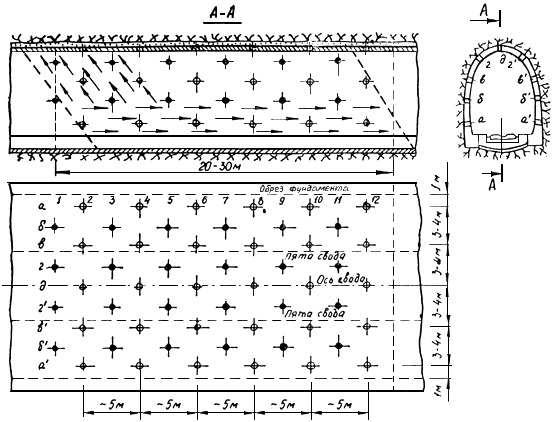 А-А
А
д
г 2'
в в'
б б'
а а'
А
20-30м
Обрез фундамента
1м
а 1 2 3 4 5 6 7 8 9 10 11 12
3-4м
б
в
Пята свода
3-4м
г
д Ось свода
г'
Пята свода
3-4м
в'
б'
3-4м
а'
1м
~5м ~5м ~5м ~5м ~5м